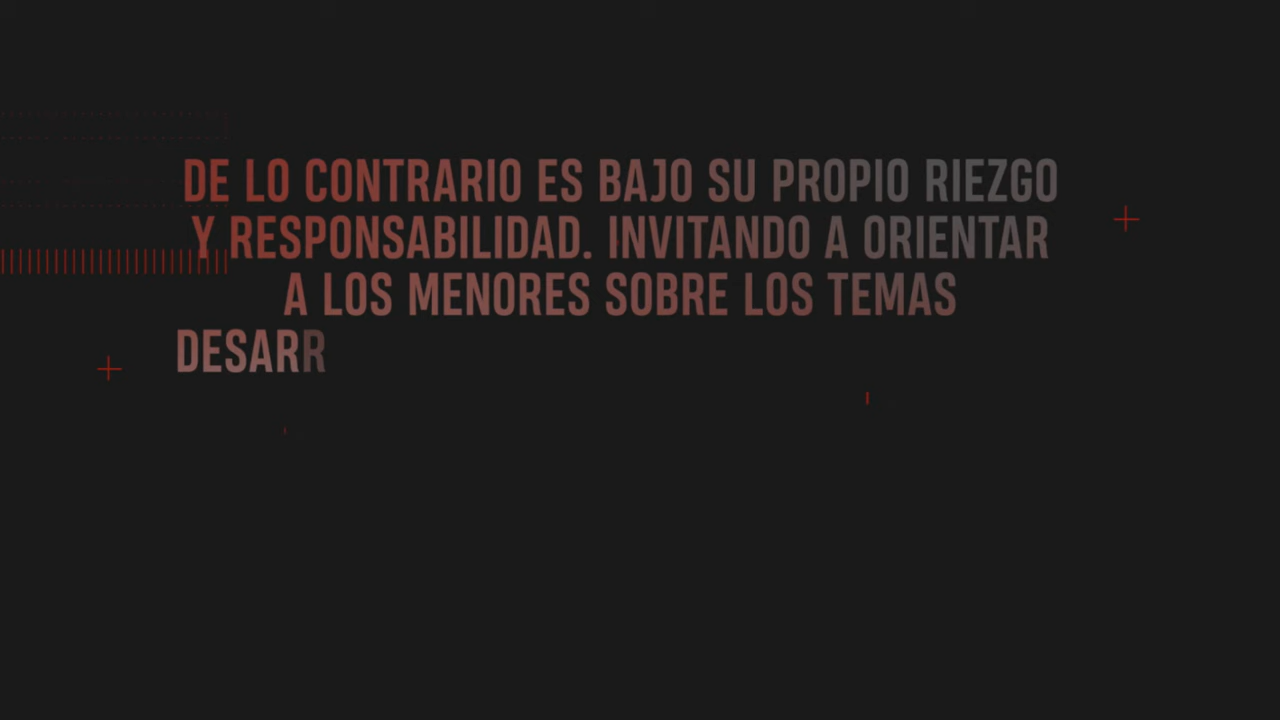 DE LO CONTRARIO ES BAJO SU PROPIO RIEZGO
Y RESPONSABILIDAD. INVITANDO A ORIENTAR
A LOS MENORES SOBRE LOS TEMAS
DESARR